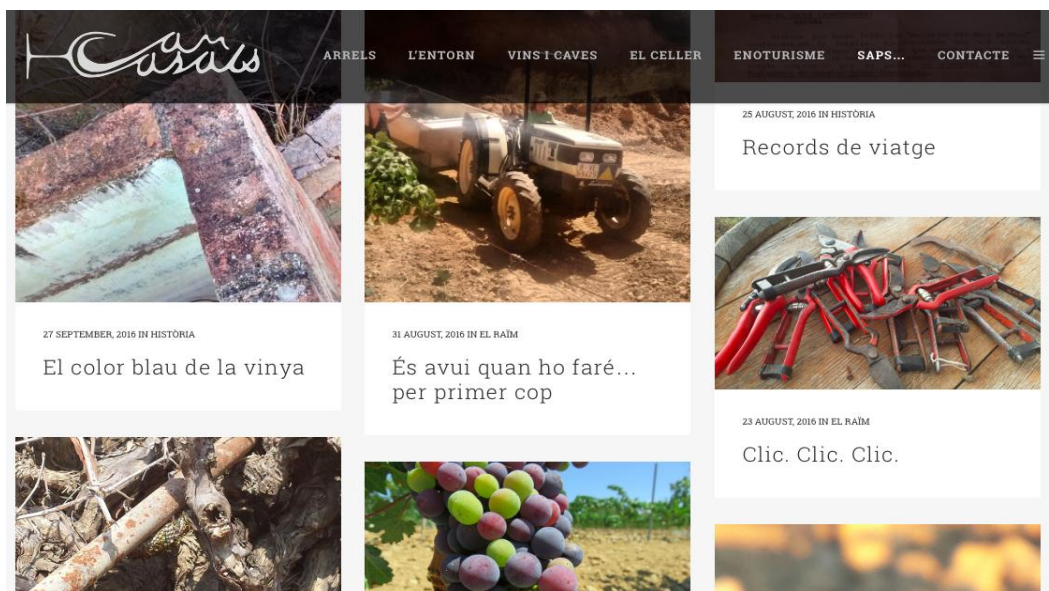 Can Casals
ARRELS
L'ENTORN
VINS I CAVES
EL CELLER
ENOTURISME
SAPS...
CONTACTE
27 SEPTEMBER, 2016 IN HISTÒRIA
El color blau de la vinya
31 AUGUST, 2016 IN EL RAÏM
És avui quan ho faré...
per primer cop
25 AUGUST, 2016 IN HISTÒRIA
Records de viatge
23 AUGUST, 2016 IN EL RAÏM
Clic. Clic. Clic.